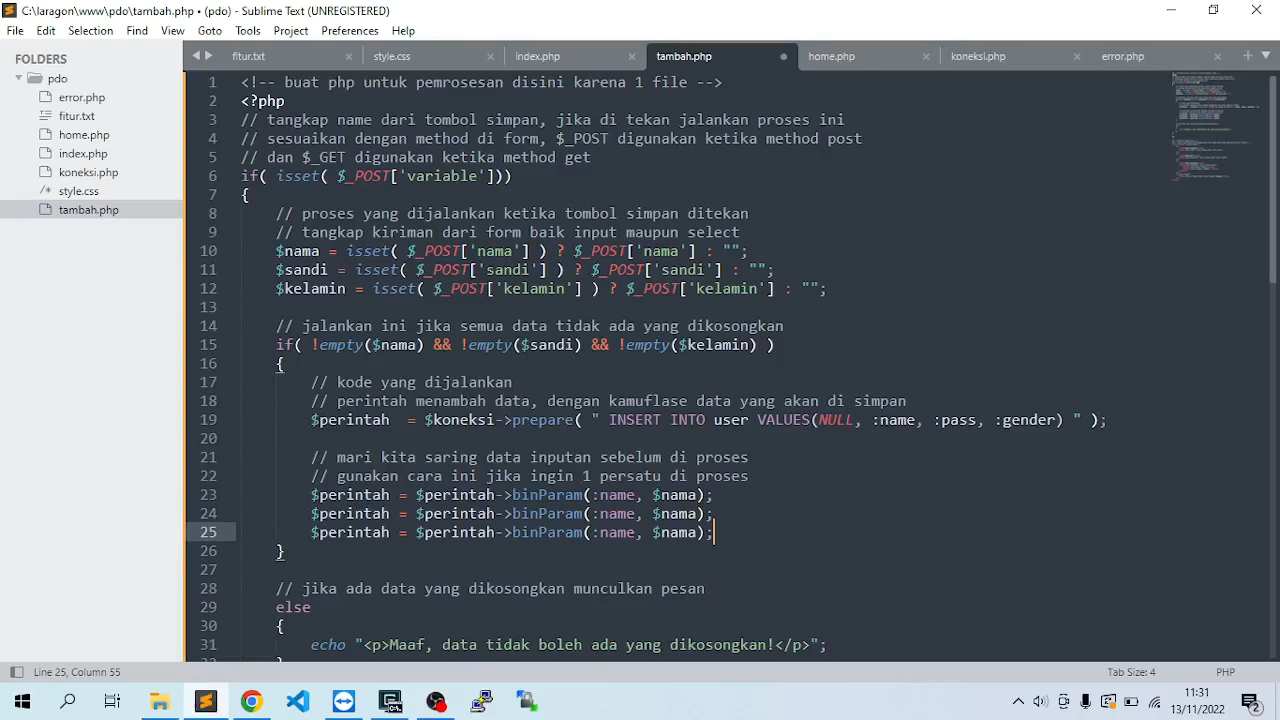 C:\laragon\www\pdo\tambah.php • (pdo) - Sublime Text (UNREGISTERED)
File Edit Selection Find View Goto Tools Project Preferences Help
FOLDERS
pdo
error.php
fitur.txt
home.php
index.php
koneksi.php
style.css
tambah.php
fitur.txt style.css index.php tambah.php home.php koneksi.php error.php
1 <!-- buat php untuk pemrosesan disini karena 1 file -->
2 <?php
3 // tangkapname dari tombol kirim, jika di tekan jalankan proses ini
4 // sesuaikan dengan method form, $_POST digunakan ketika method post
5 // dan $_GET digunakan ketika method get
6 if( isset( $_POST['variable'] ))
7 {
8 // proses yang dijalankan ketika tombol simpan ditekan
9 // tangkap kiriman dari form baik input maupun select
10 $nama = isset( $_POST['nama'] ) ? $_POST['nama'] : "";
11 $sandi = isset( $_POST['sandi'] ) ? $_POST['sandi'] : "";
12 $kelamin = isset( $_POST['kelamin'] ) ? $_POST['kelamin'] : "";
13
14 // jalankan ini jika semua data tidak ada yang dikosongkan
15 if( !empty($nama) && !empty($sandi) && !empty($kelamin) )
16 {
17 // kode yang dijalankan
18 // perintah menambah data, dengan kamuflase data yang akan di simpan
19 $perintah  = $koneksi->prepare( " INSERT INTO user VALUES(NULL, :name, :pass, :gender) " );
20
21 // mari kita saring data inputan sebelum di proses
22 // gunakan cara ini jika ingin 1 persatu di proses
23 $perintah = $perintah->binParam(:name, $nama);
24 $perintah = $perintah->binParam(:name, $nama);
25 $perintah = $perintah->binParam(:name, $nama);
26 }
27
28 // jika ada data yang dikosongkan munculkan pesan
29 else
30 {
31 echo "<p>Maaf, data tidak boleh ada yang dikosongkan!</p>";
Line 25, Column 55 Tab Size: 4 PHP
11:31
13/11/2022
2